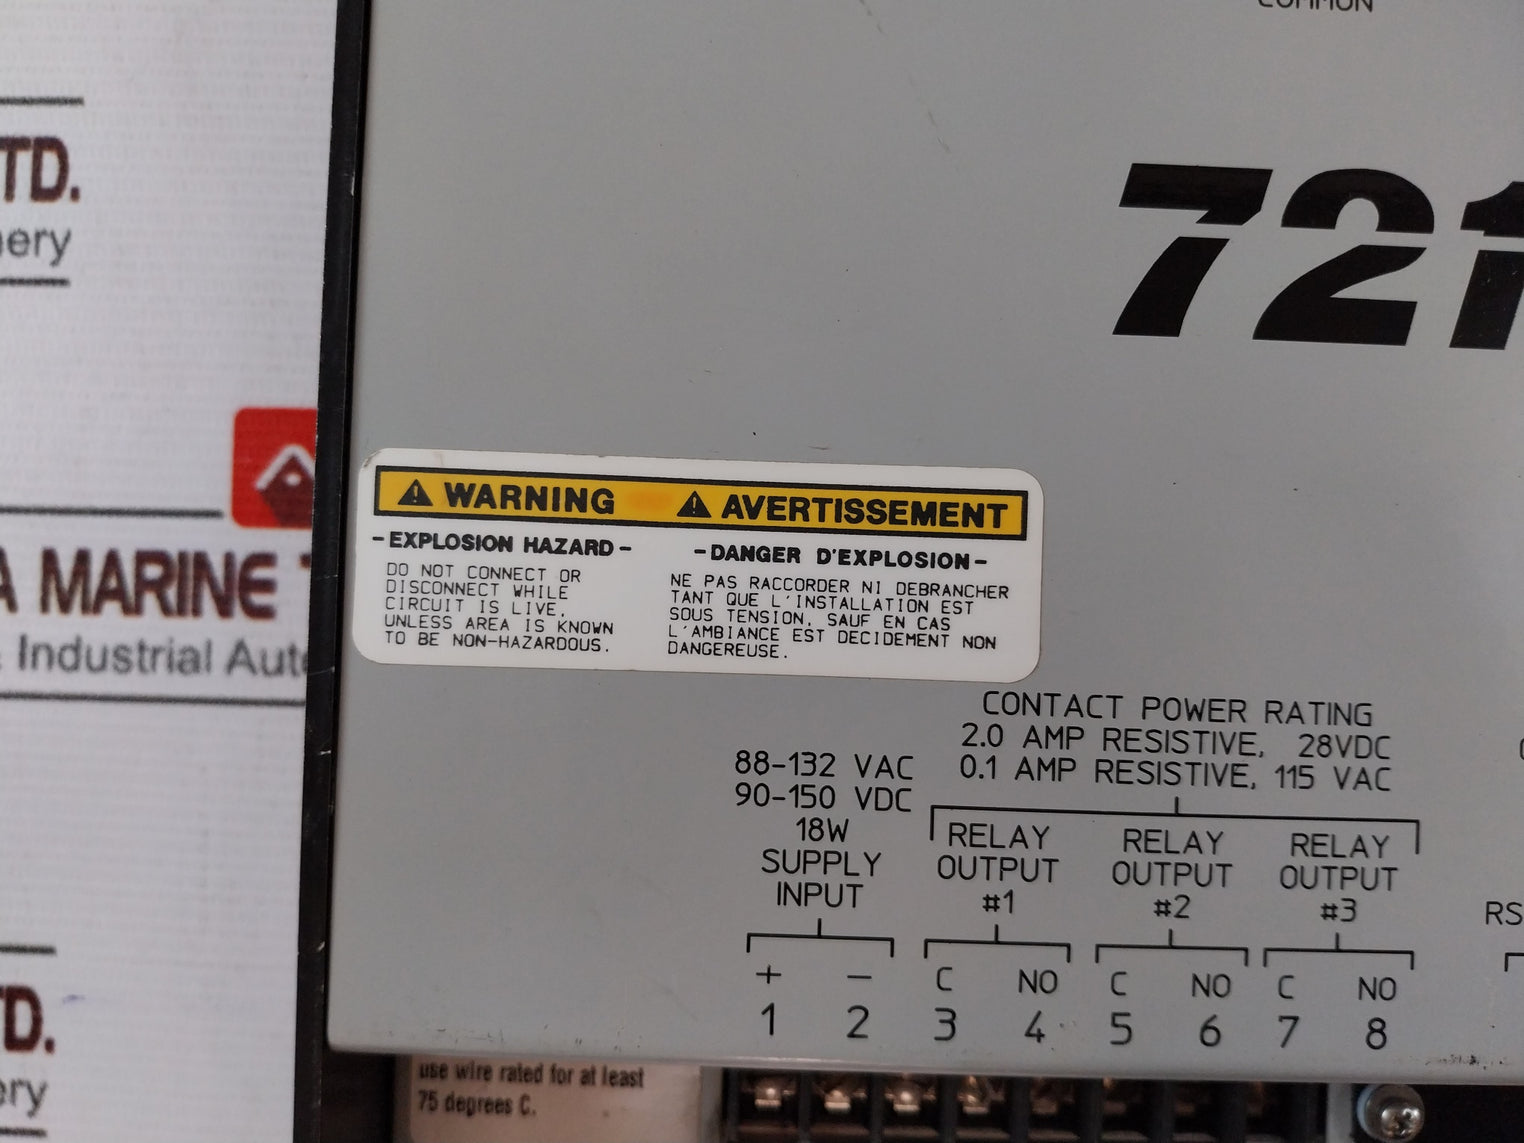 COMMON
TD.
721
WARNING AVERTISSEMENT
-EXPLOSION HAZARD-
DO NOT CONNECT OR
DISCONNECT WHILE
CIRCUIT IS LIVE,
UNLESS AREA IS KNOWN
TO BE NON-HAZARDOUS.
-DANGER D'EXPLOSION-
NE PAS RACCORDER NI DEBRANCHER
TANT QUE L'INSTALLATION EST
SOUS TENSION, SAUF EN CAS
L'AMBIANCE EST DECIDEMENT NON
DANGEREUSE.
A MARINE
Industrial Auto
CONTACT POWER RATING
2.0 AMP RESISTIVE, 28VDC
0.1 AMP RESISTIVE, 115 VAC
88-132 VAC
90-150 VDC
18W
SUPPLY
INPUT
RELAY
OUTPUT
#1
RELAY
OUTPUT
#2
RELAY
OUTPUT
#3
RS
+ − C NO C NO C NO
1 2 3 4 5 6 7 8
D.
use wire rated for at least
75 degrees C.